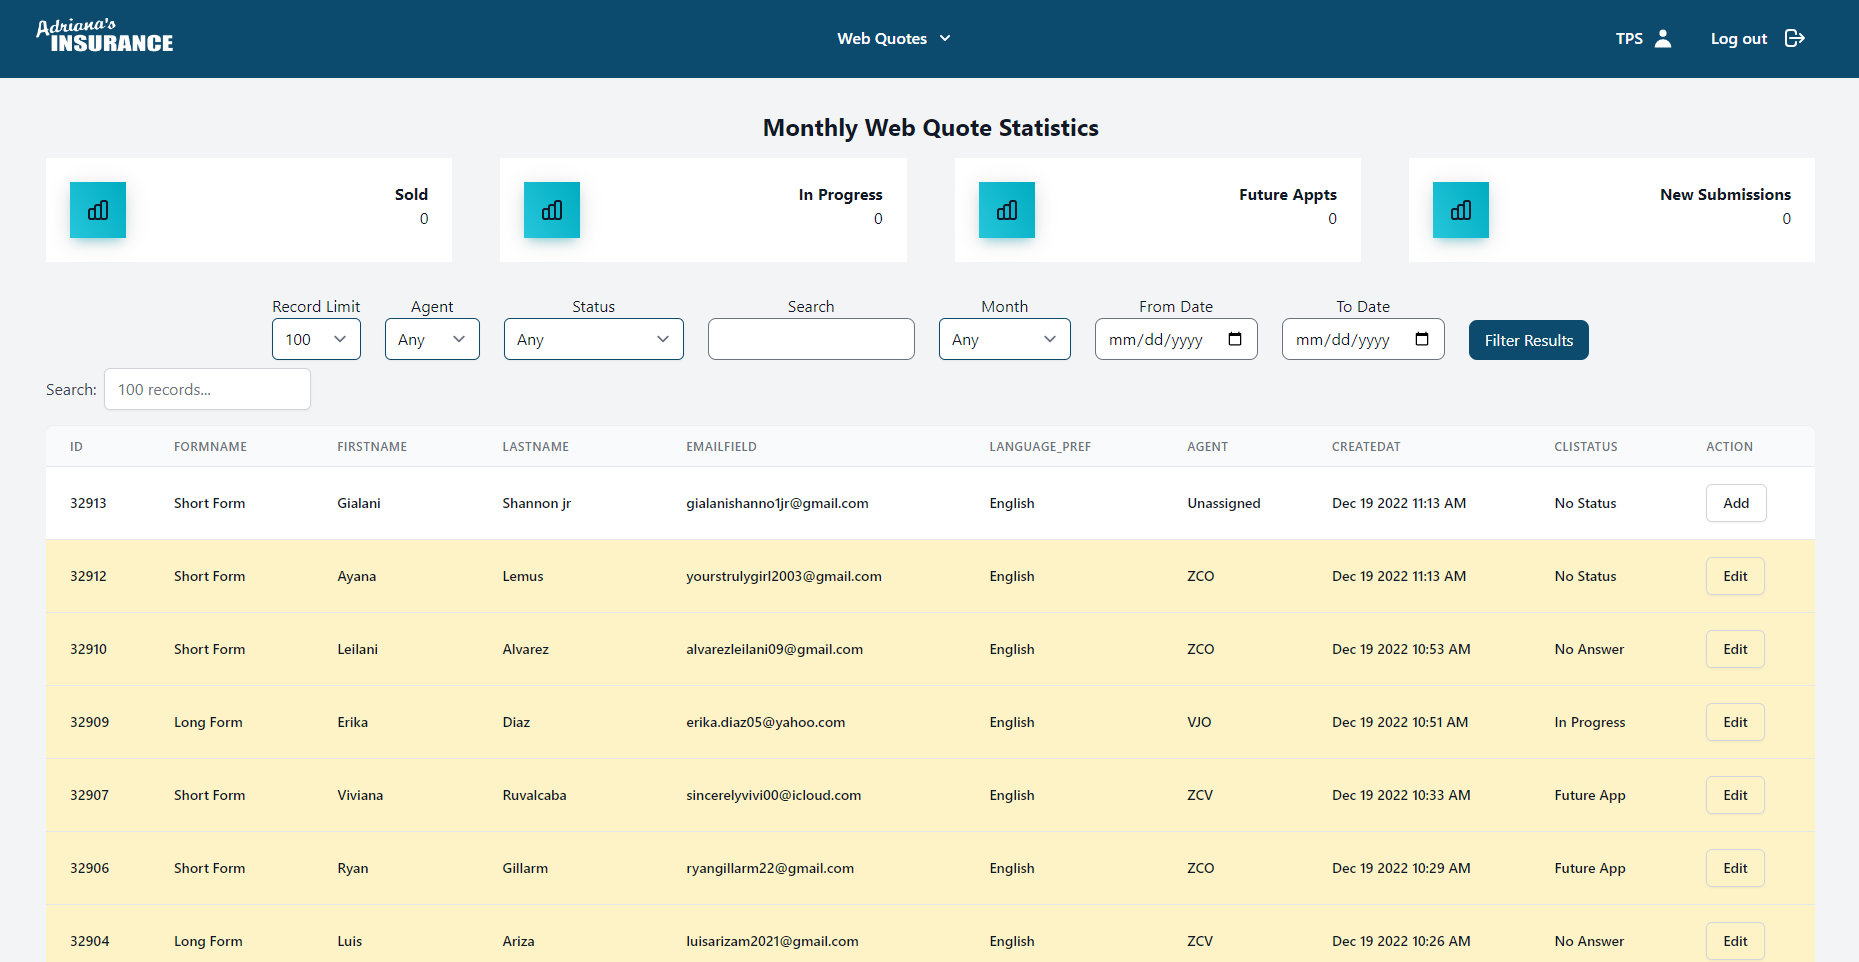 Adriana's
INSURANCE
Web Quotes
TPS
Log out
Monthly Web Quote Statistics
Sold
0
In Progress
0
Future Appts
0
New Submissions
0
Record Limit Agent Status Search Month From Date To Date
100 Any Any Any mm/dd/yyyy mm/dd/yyyy Filter Results
Search: 100 records...
ID FORMNAME FIRSTNAME LASTNAME EMAILFIELD LANGUAGE_PREF AGENT CREATEDAT CLISTATUS ACTION
32913 Short Form Gialani Shannon jr gialanishanno1jr@gmail.com English Unassigned Dec 19 2022 11:13 AM No Status Add
32912 Short Form Ayana Lemus yourstrulygirl2003@gmail.com English ZCO Dec 19 2022 11:13 AM No Status Edit
32910 Short Form Leilani Alvarez alvarezleilani09@gmail.com English ZCO Dec 19 2022 10:53 AM No Answer Edit
32909 Long Form Erika Diaz erika.diaz05@yahoo.com English VJO Dec 19 2022 10:51 AM In Progress Edit
32907 Short Form Viviana Ruvalcaba sincerelyvivi00@icloud.com English ZCV Dec 19 2022 10:33 AM Future App Edit
32906 Short Form Ryan Gillarm ryangillarm22@gmail.com English ZCO Dec 19 2022 10:29 AM Future App Edit
32904 Long Form Luis Ariza luisarizam2021@gmail.com English ZCV Dec 19 2022 10:26 AM No Answer Edit